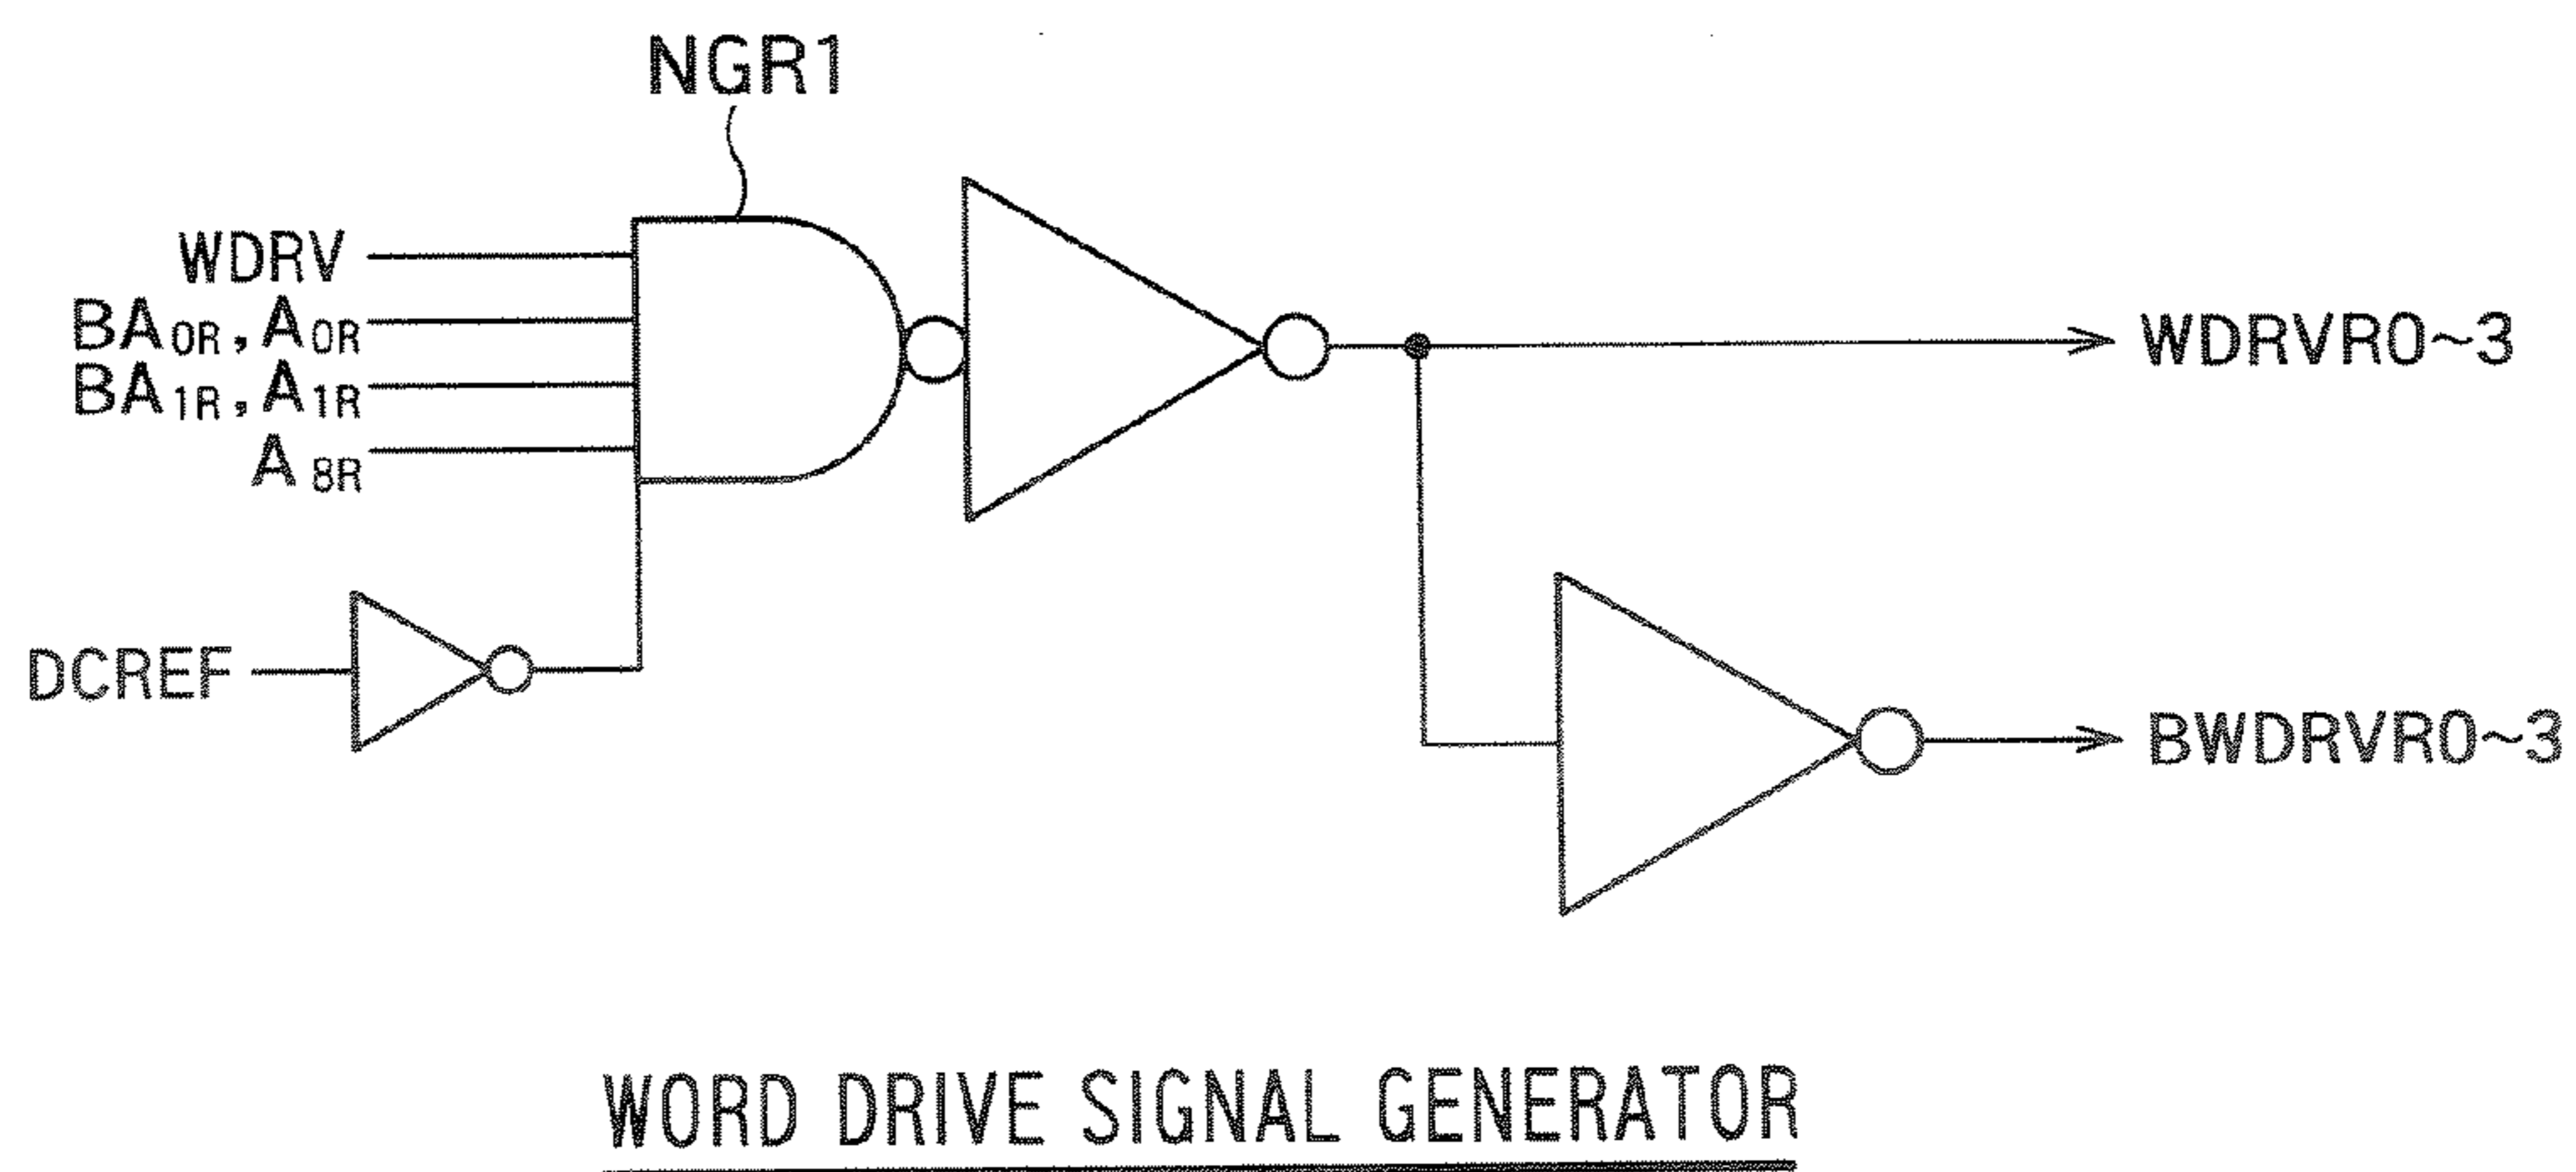 NGR1
WDRV
BA0R, A0R
BA1R, A1R
A8R
DCREF
WDRVR0~3
BWDRVR0~3
WORD DRIVE SIGNAL GENERATOR